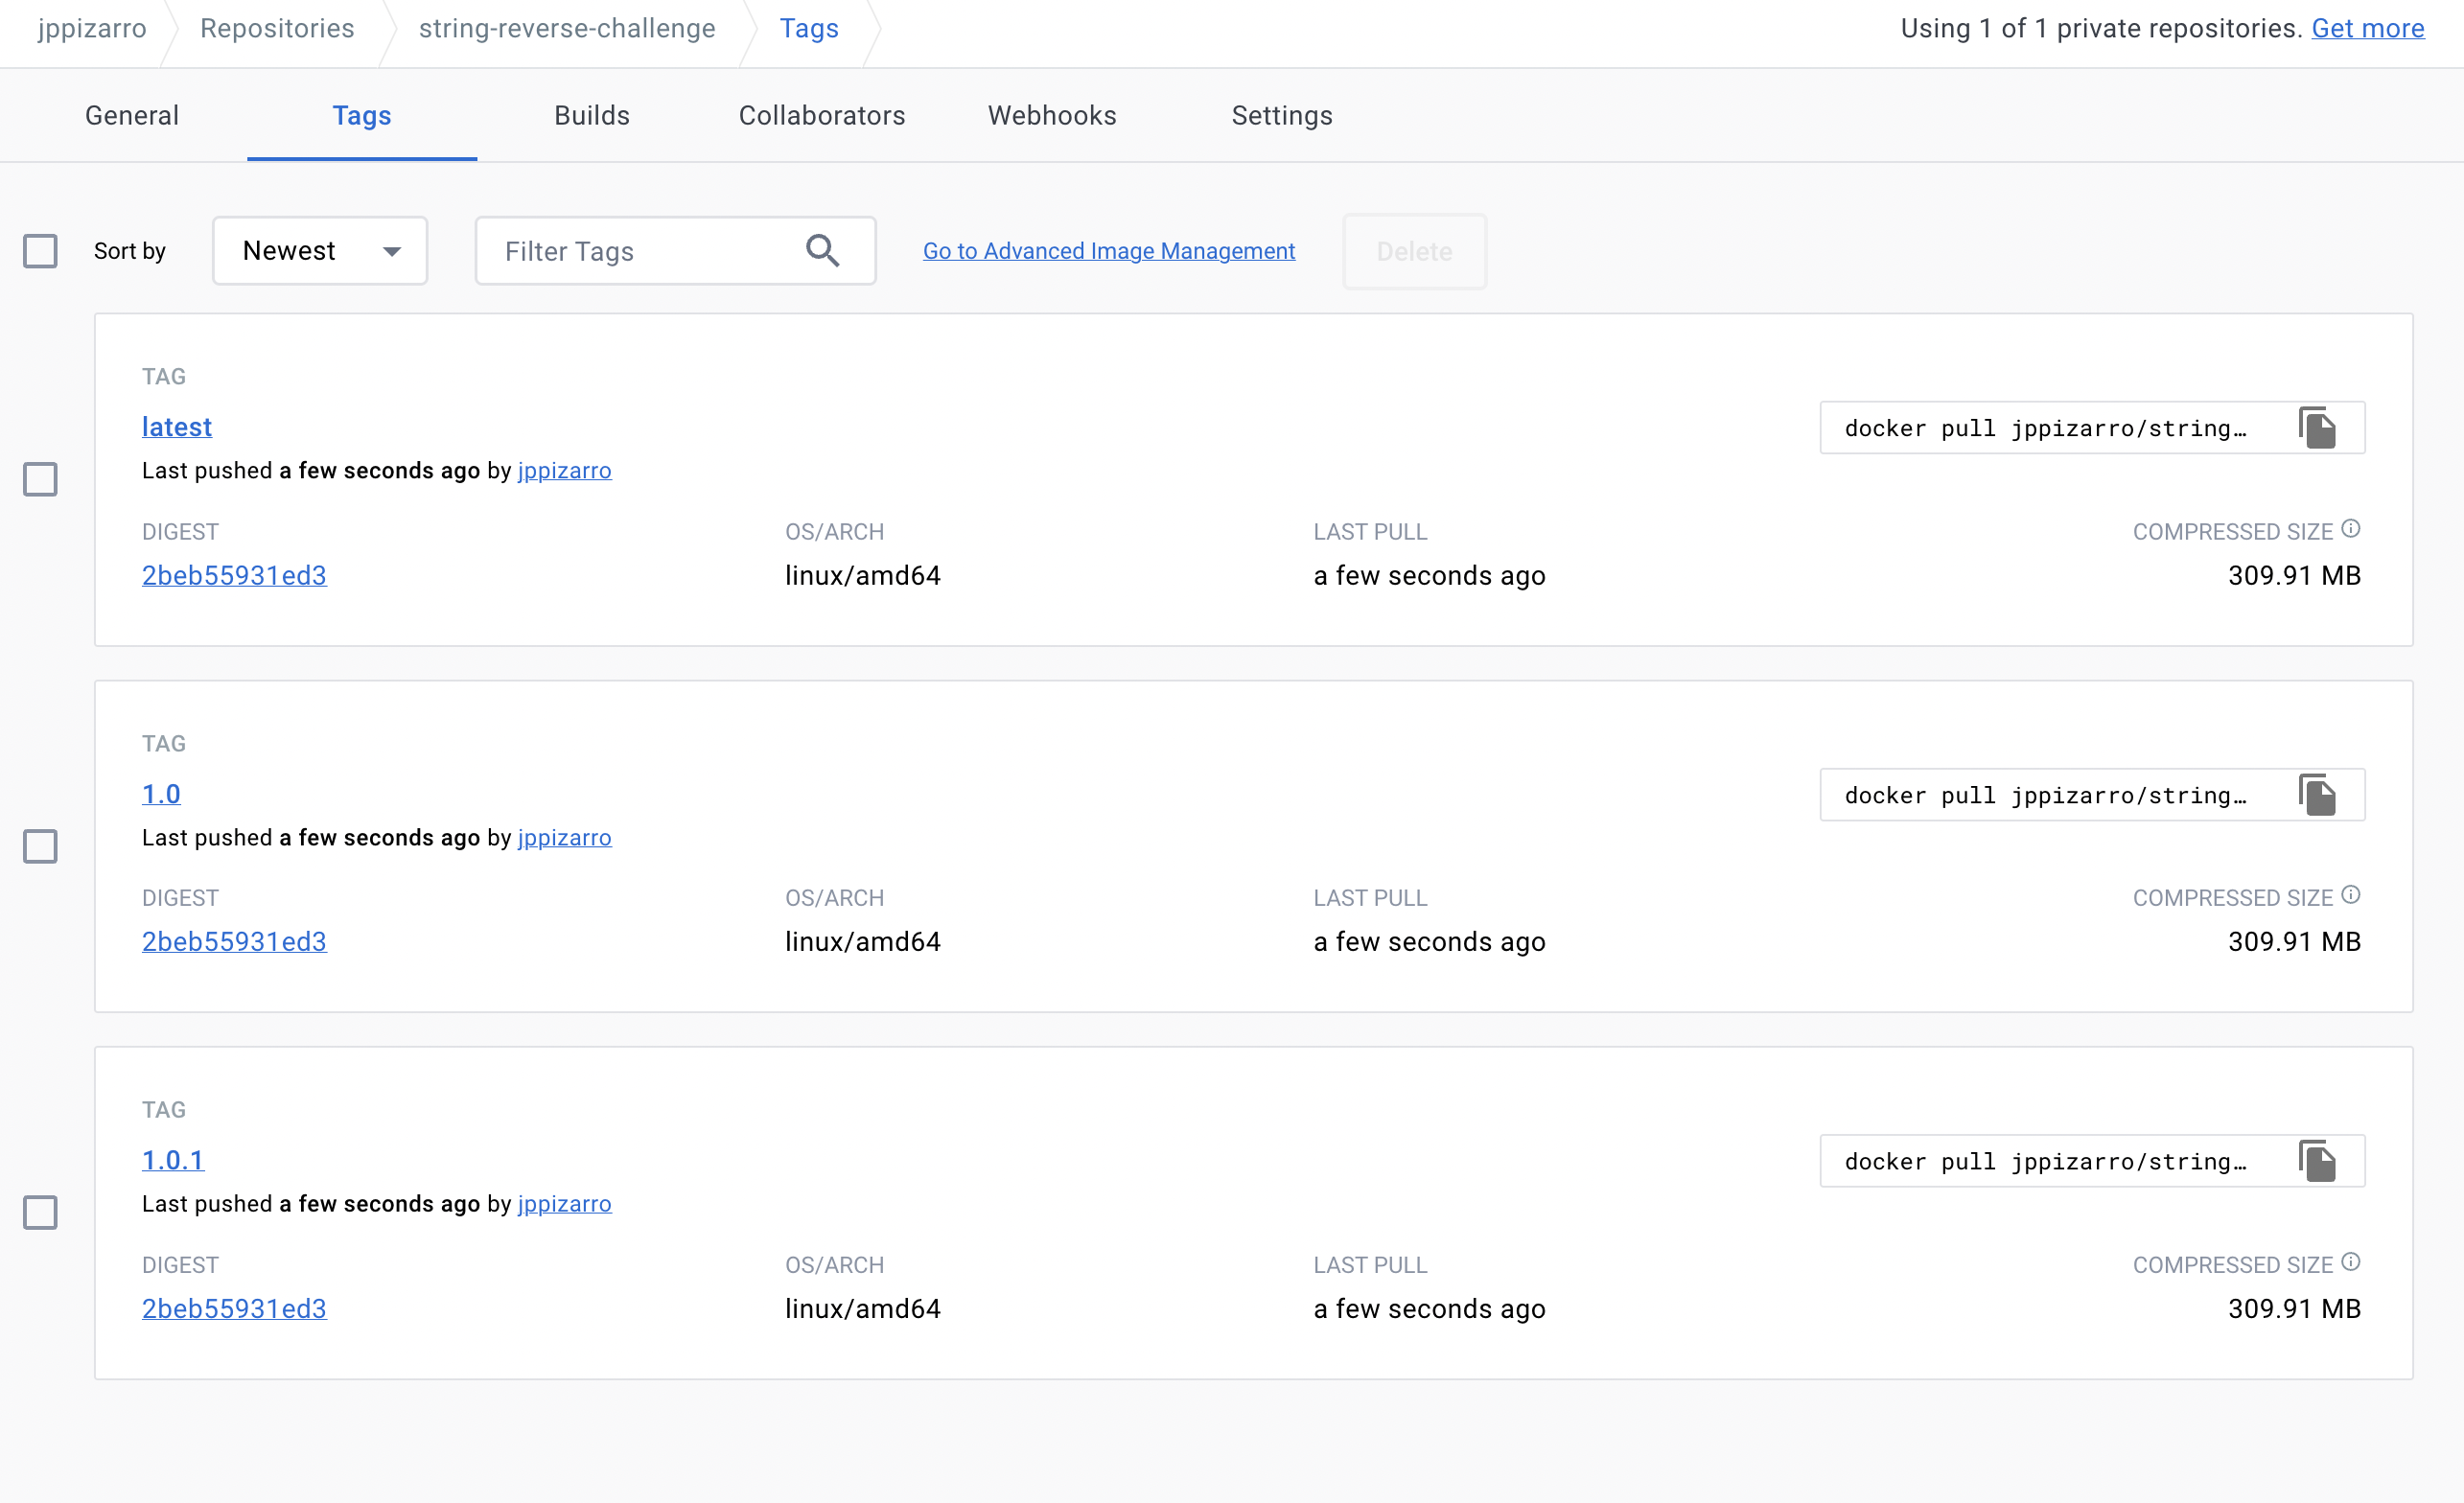 jppizarro Repositories string-reverse-challenge Tags Using 1 of 1 private repositories. Get more
General Tags Builds Collaborators Webhooks Settings
Sort by Newest Filter Tags Go to Advanced Image Management Delete
TAG
latest
docker pull jppizarro/string…
Last pushed a few seconds ago by jppizarro
DIGEST OS/ARCH LAST PULL COMPRESSED SIZE
2beb55931ed3 linux/amd64 a few seconds ago 309.91 MB
TAG
1.0
docker pull jppizarro/string…
Last pushed a few seconds ago by jppizarro
DIGEST OS/ARCH LAST PULL COMPRESSED SIZE
2beb55931ed3 linux/amd64 a few seconds ago 309.91 MB
TAG
1.0.1
docker pull jppizarro/string…
Last pushed a few seconds ago by jppizarro
DIGEST OS/ARCH LAST PULL COMPRESSED SIZE
2beb55931ed3 linux/amd64 a few seconds ago 309.91 MB